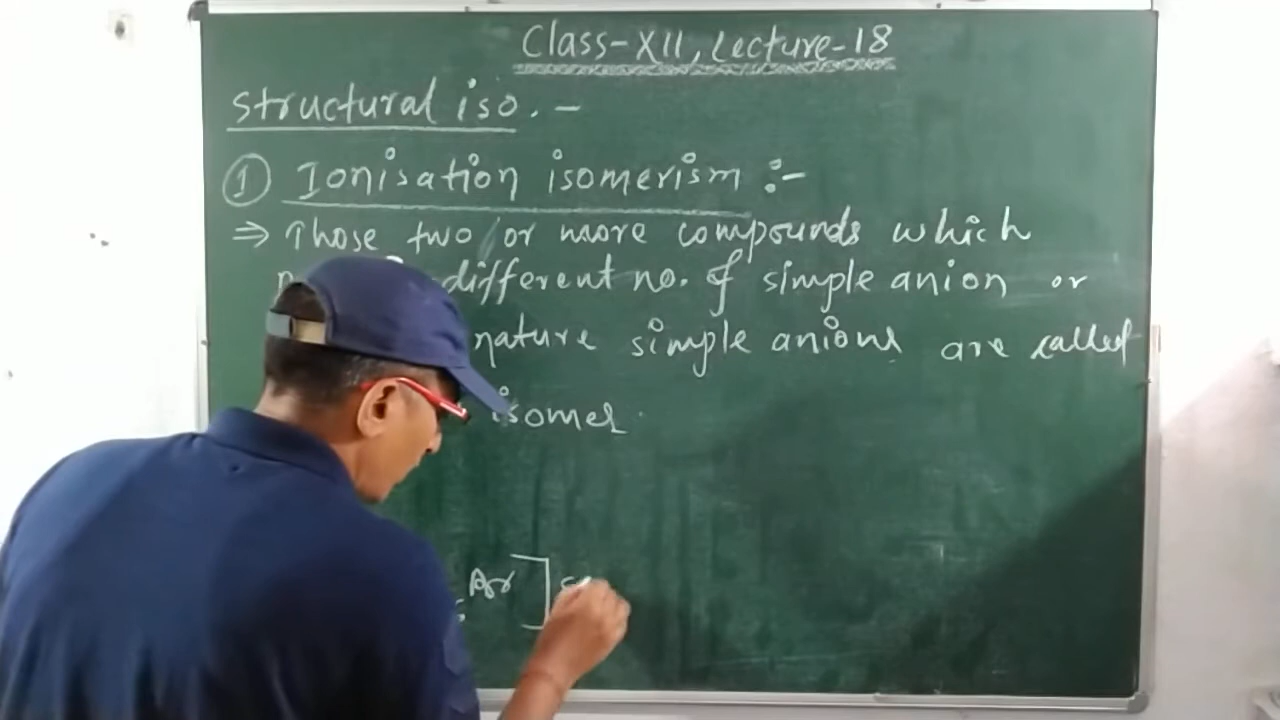 Class-XII, Lecture-18
Structural iso. -
① Ionisation isomerism :-
⇒ Those two or more compounds which
different no. of simple anion or
nature simple anions are called
isomer.
5 Br ]